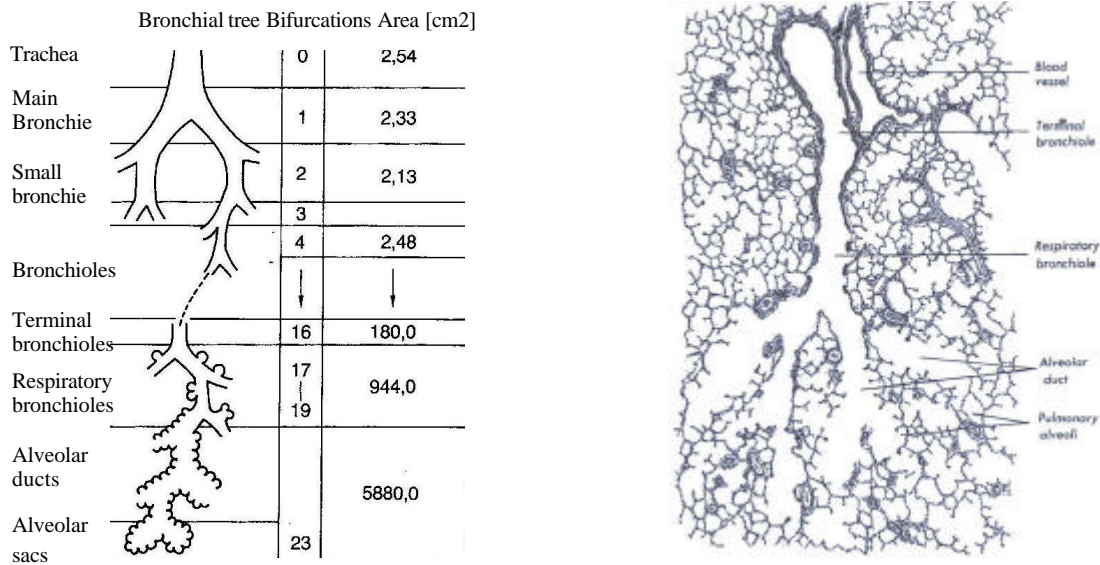 Bronchial tree Bifurcations Area [cm2]
Trachea
0
2,54
Main
Bronchie
1
2,33
Small
bronchie
2
2,13
3
4
2,48
Bronchioles
Terminal
bronchioles
16
180,0
Respiratory
bronchioles
17
19
944,0
Alveolar
ducts
5880,0
Alveolar
sacs
23
Blood
vessel
Terminal
bronchiole
Respiratory
bronchiole
Alveolar
duct
Pulmonary
alveoli